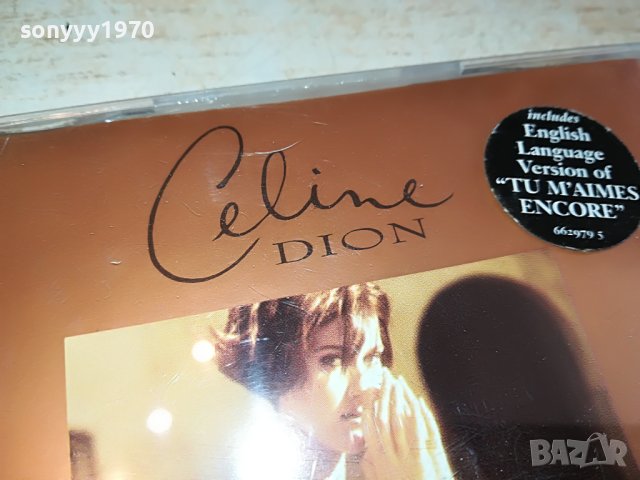 sonyyy1970
Celine
DION
includes
English
Language
Version of
"TU M'AIMES
ENCORE"
662979 5
BAZAR